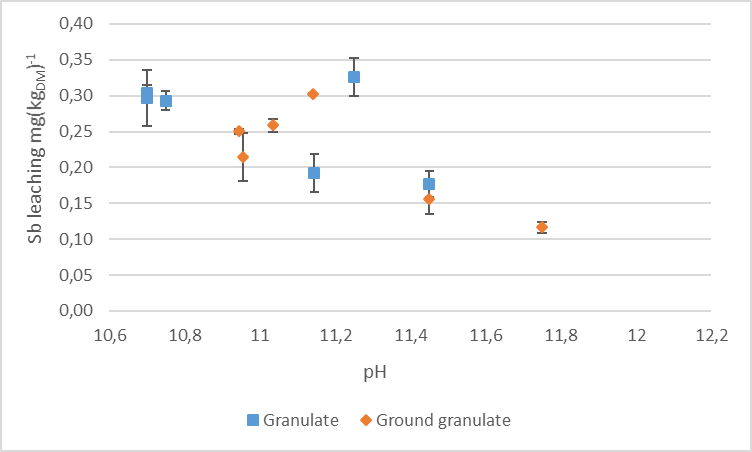 Sb leaching mg(kgDM)-1
0,40
0,35
0,30
0,25
0,20
0,15
0,10
0,05
0,00
10,6 10,8 11 11,2 11,4 11,6 11,8 12 12,2
pH
Granulate Ground granulate